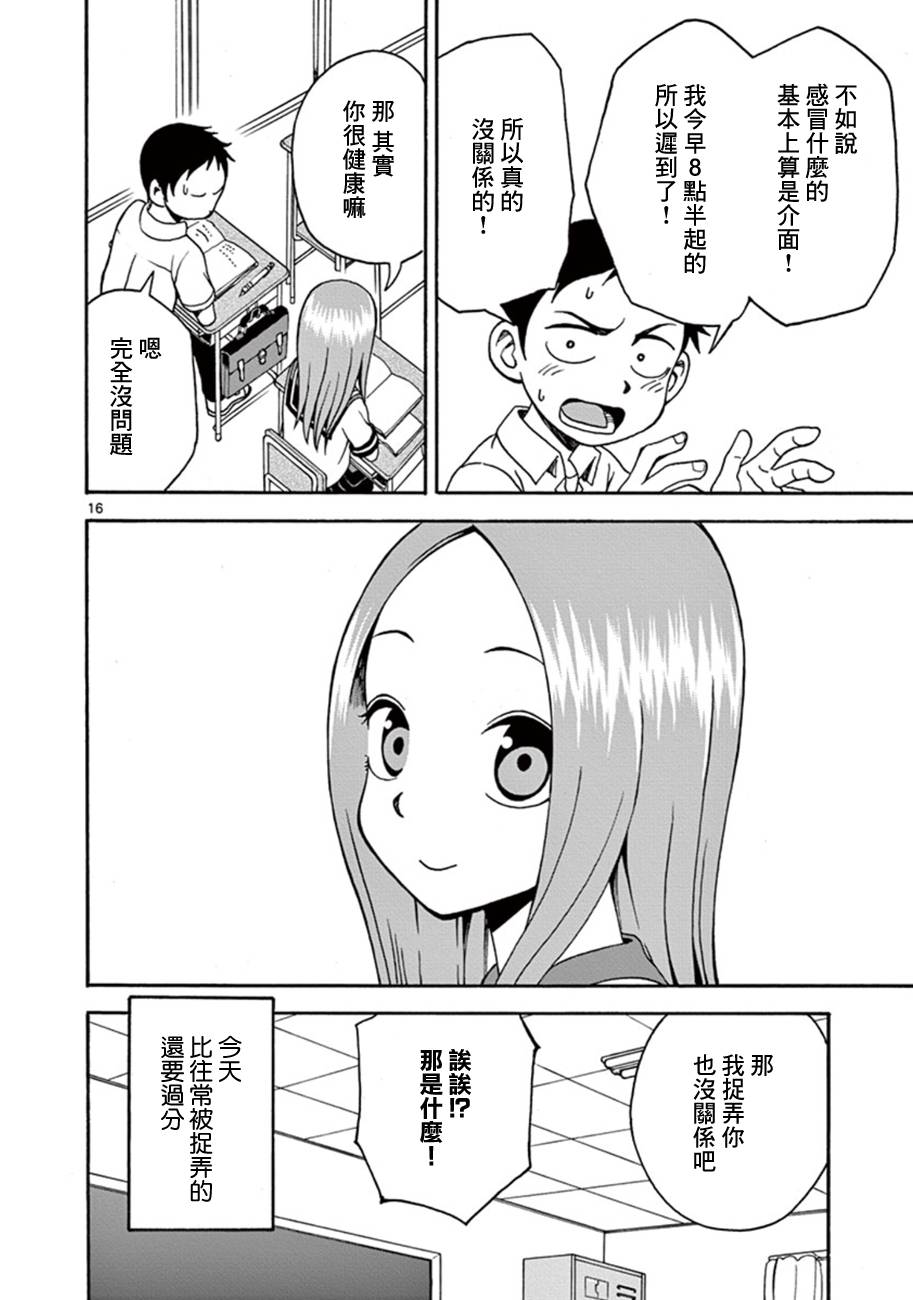 不如說
感冒什麼的
基本上算是介面！
我今早8點半起的
所以遲到了！
所以真的
沒關係的！
那 其實
你很健康嘛
嗯
完全沒問題
16
那
我捉弄你
也沒關係吧
誒誒!?
那是什麼！
今天
比往常被捉弄的
還要過分